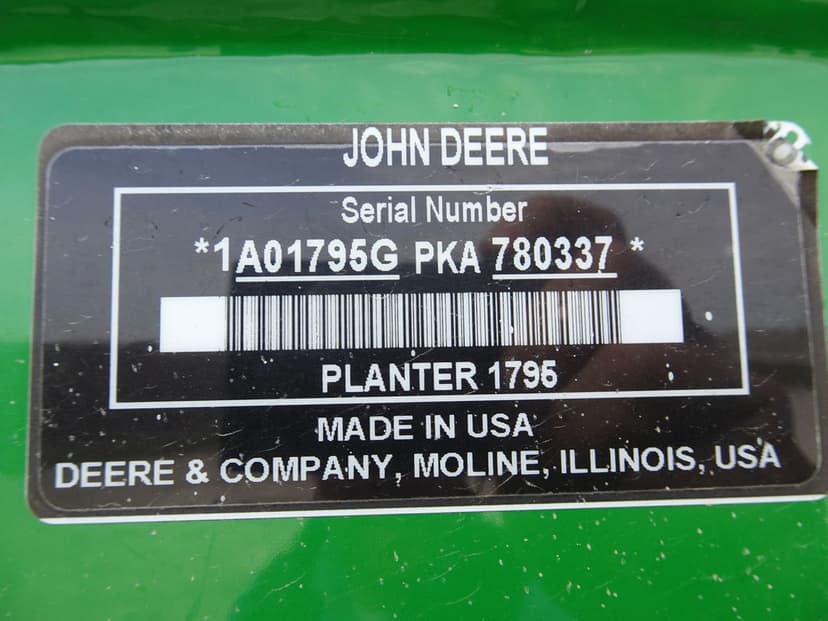 JOHN DEERE
Serial Number
*1A01795G PKA 780337 *
PLANTER 1795
MADE IN USA
DEERE & COMPANY, MOLINE, ILLINOIS, USA